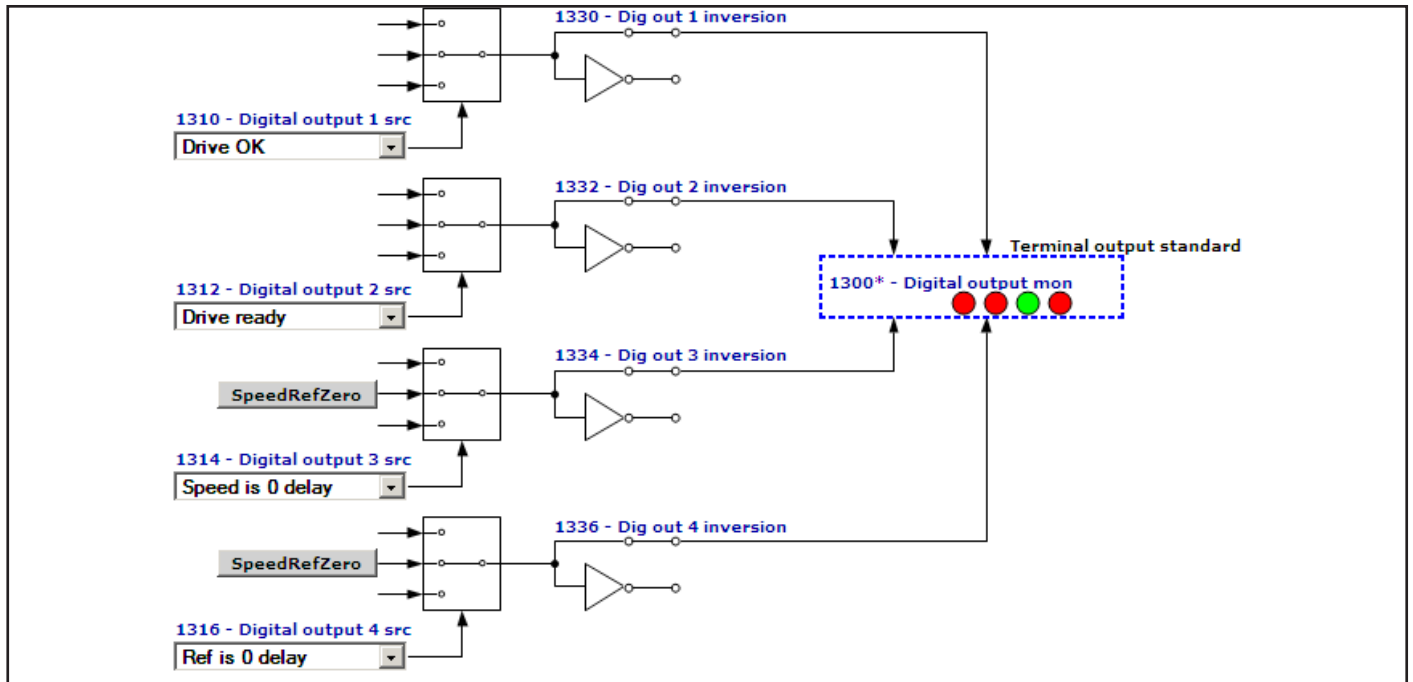 1330 - Dig out 1 inversion
1310 - Digital output 1 src
Drive OK
1332 - Dig out 2 inversion
Terminal output standard
1300* - Digital output mon
1312 - Digital output 2 src
Drive ready
1334 - Dig out 3 inversion
SpeedRefZero
1314 - Digital output 3 src
Speed is 0 delay
1336 - Dig out 4 inversion
SpeedRefZero
1316 - Digital output 4 src
Ref is 0 delay